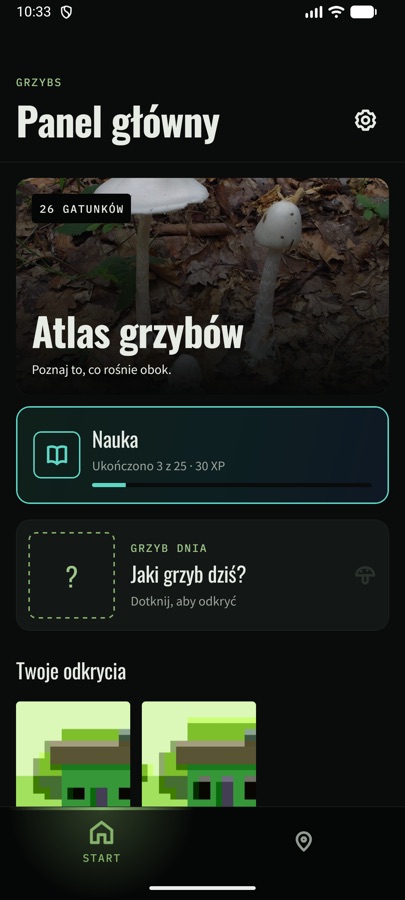 10:33
GRZYBS
Panel główny
26 GATUNKÓW
Atlas grzybów
Poznaj to, co rośnie obok.
Nauka
Ukończono 3 z 25 · 30 XP
?
GRZYB DNIA
Jaki grzyb dziś?
Dotknij, aby odkryć
Twoje odkrycia
START